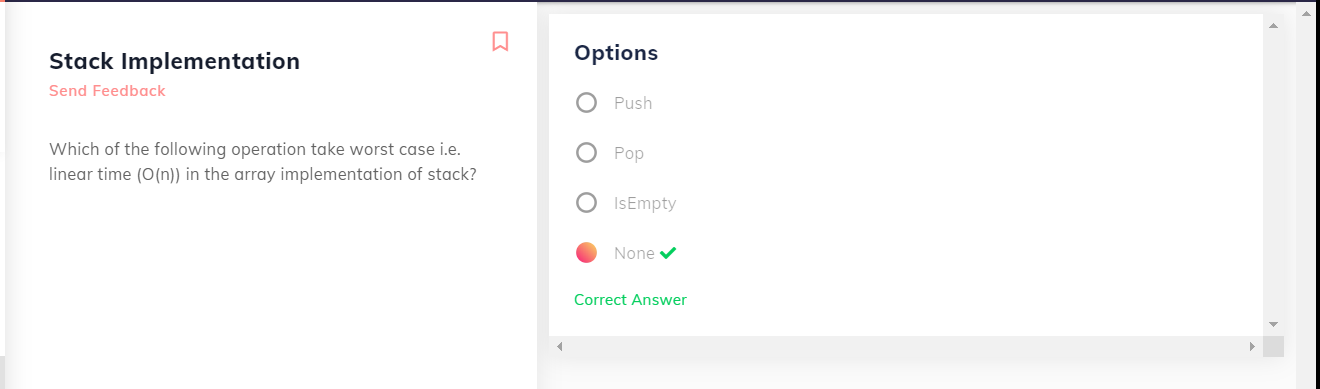 Stack Implementation
Send Feedback
Which of the following operation take worst case i.e.
linear time (O(n)) in the array implementation of stack?
Options
Push
Pop
IsEmpty
None
Correct Answer